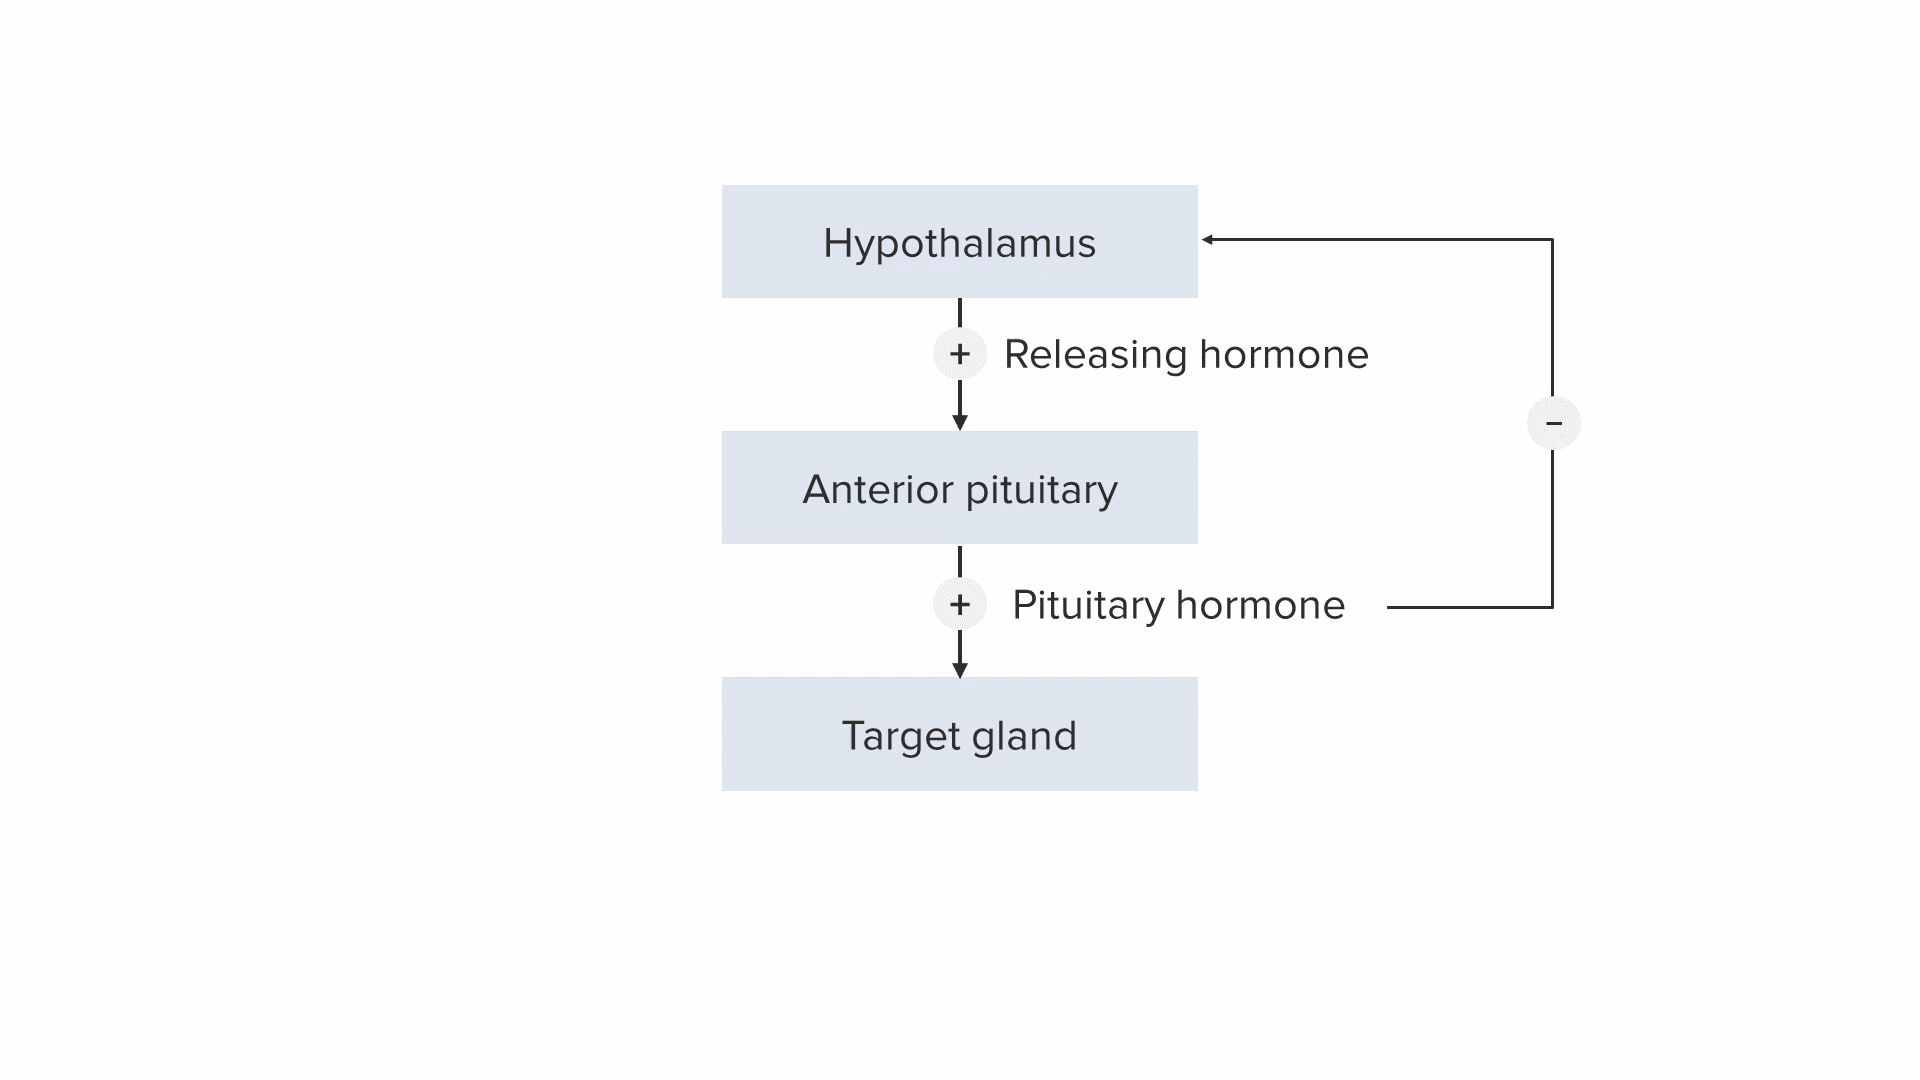 Hypothalamus
+ Releasing hormone
Anterior pituitary
−
+ Pituitary hormone
Target gland